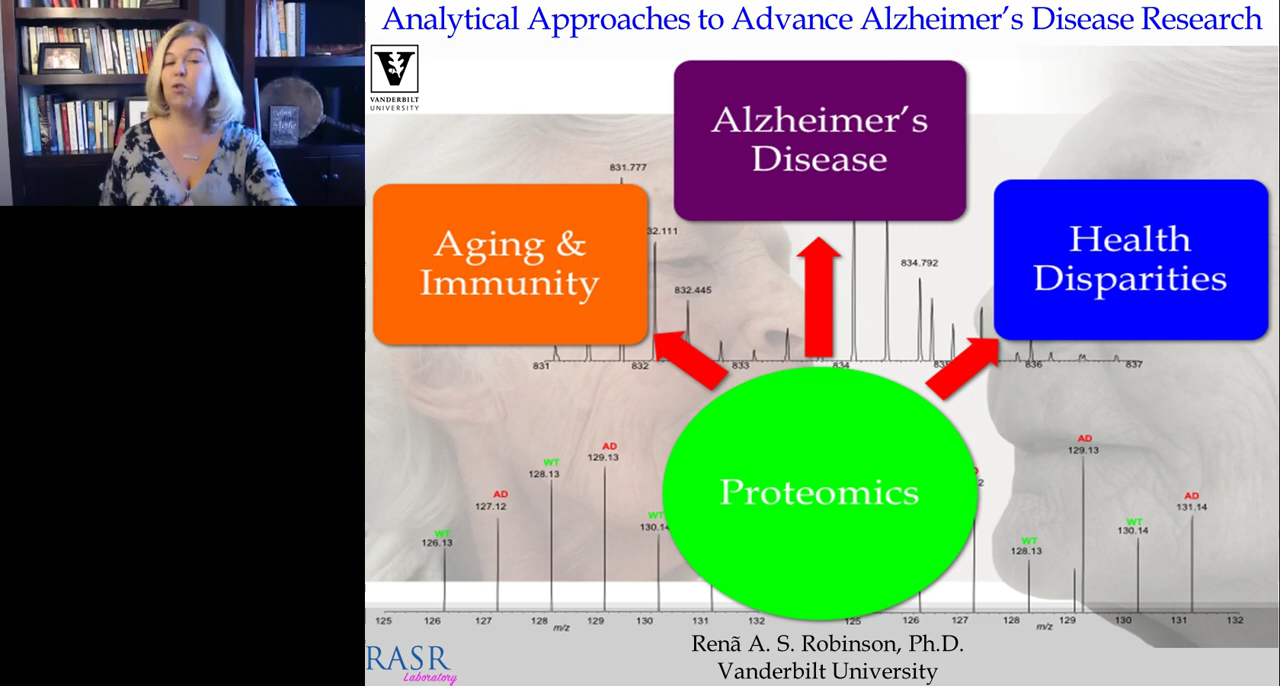 Analytical Approaches to Advance Alzheimer's Disease Research
VANDERBILT
UNIVERSITY
Alzheimer's
Disease
Aging &
Immunity
Health
Disparities
Proteomics
831.777
32.111
832.445
834.792
831
832
833
834
836
837
WT
126.13
AD
127.12
WT
128.13
AD
129.13
WT
130.14
WT
128.13
AD
129.13
WT
130.14
AD
131.14
125
126
127
128
129
130
131
132
m/z
125
126
127
128
129
130
131
132
m/z
Renã A. S. Robinson, Ph.D.
Vanderbilt University
RASR
Laboratory